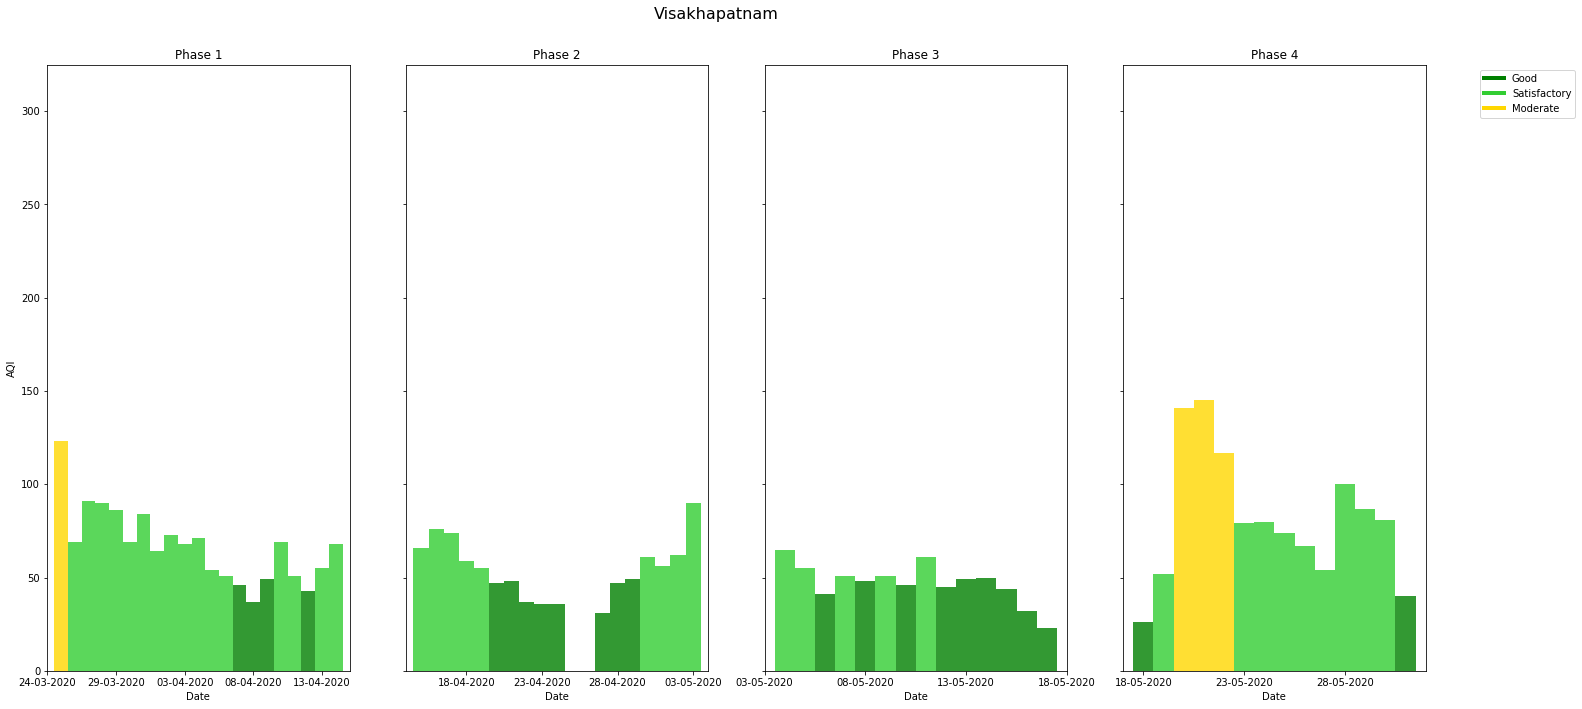 Visakhapatnam
Phase 1
Phase 2
Phase 3
Phase 4
Good
Satisfactory
Moderate
300
250
200
150
100
50
0
AQI
24-03-2020 29-03-2020 03-04-2020 08-04-2020 13-04-2020
18-04-2020 23-04-2020 28-04-2020 03-05-2020
03-05-2020 08-05-2020 13-05-2020 18-05-2020
18-05-2020 23-05-2020 28-05-2020
Date
Date
Date
Date